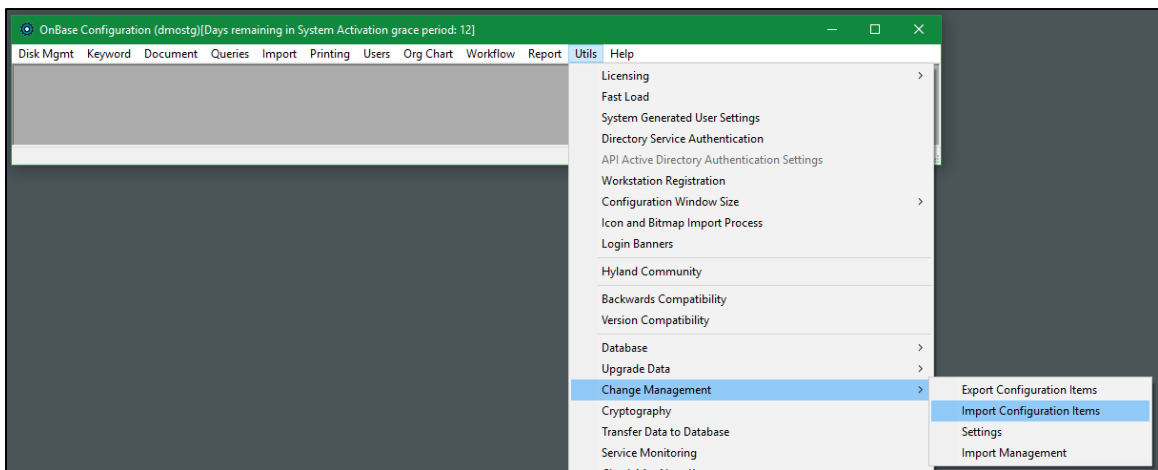 OnBase Configuration (dmostg)[Days remaining in System Activation grace period: 12]
Disk Mgmt Keyword Document Queries Import Printing Users Org Chart Workflow Report Utils Help
Licensing
Fast Load
System Generated User Settings
Directory Service Authentication
API Active Directory Authentication Settings
Workstation Registration
Configuration Window Size
Icon and Bitmap Import Process
Login Banners
Hyland Community
Backwards Compatibility
Version Compatibility
Database
Upgrade Data
Change Management
Export Configuration Items
Cryptography
Import Configuration Items
Transfer Data to Database
Settings
Service Monitoring
Import Management